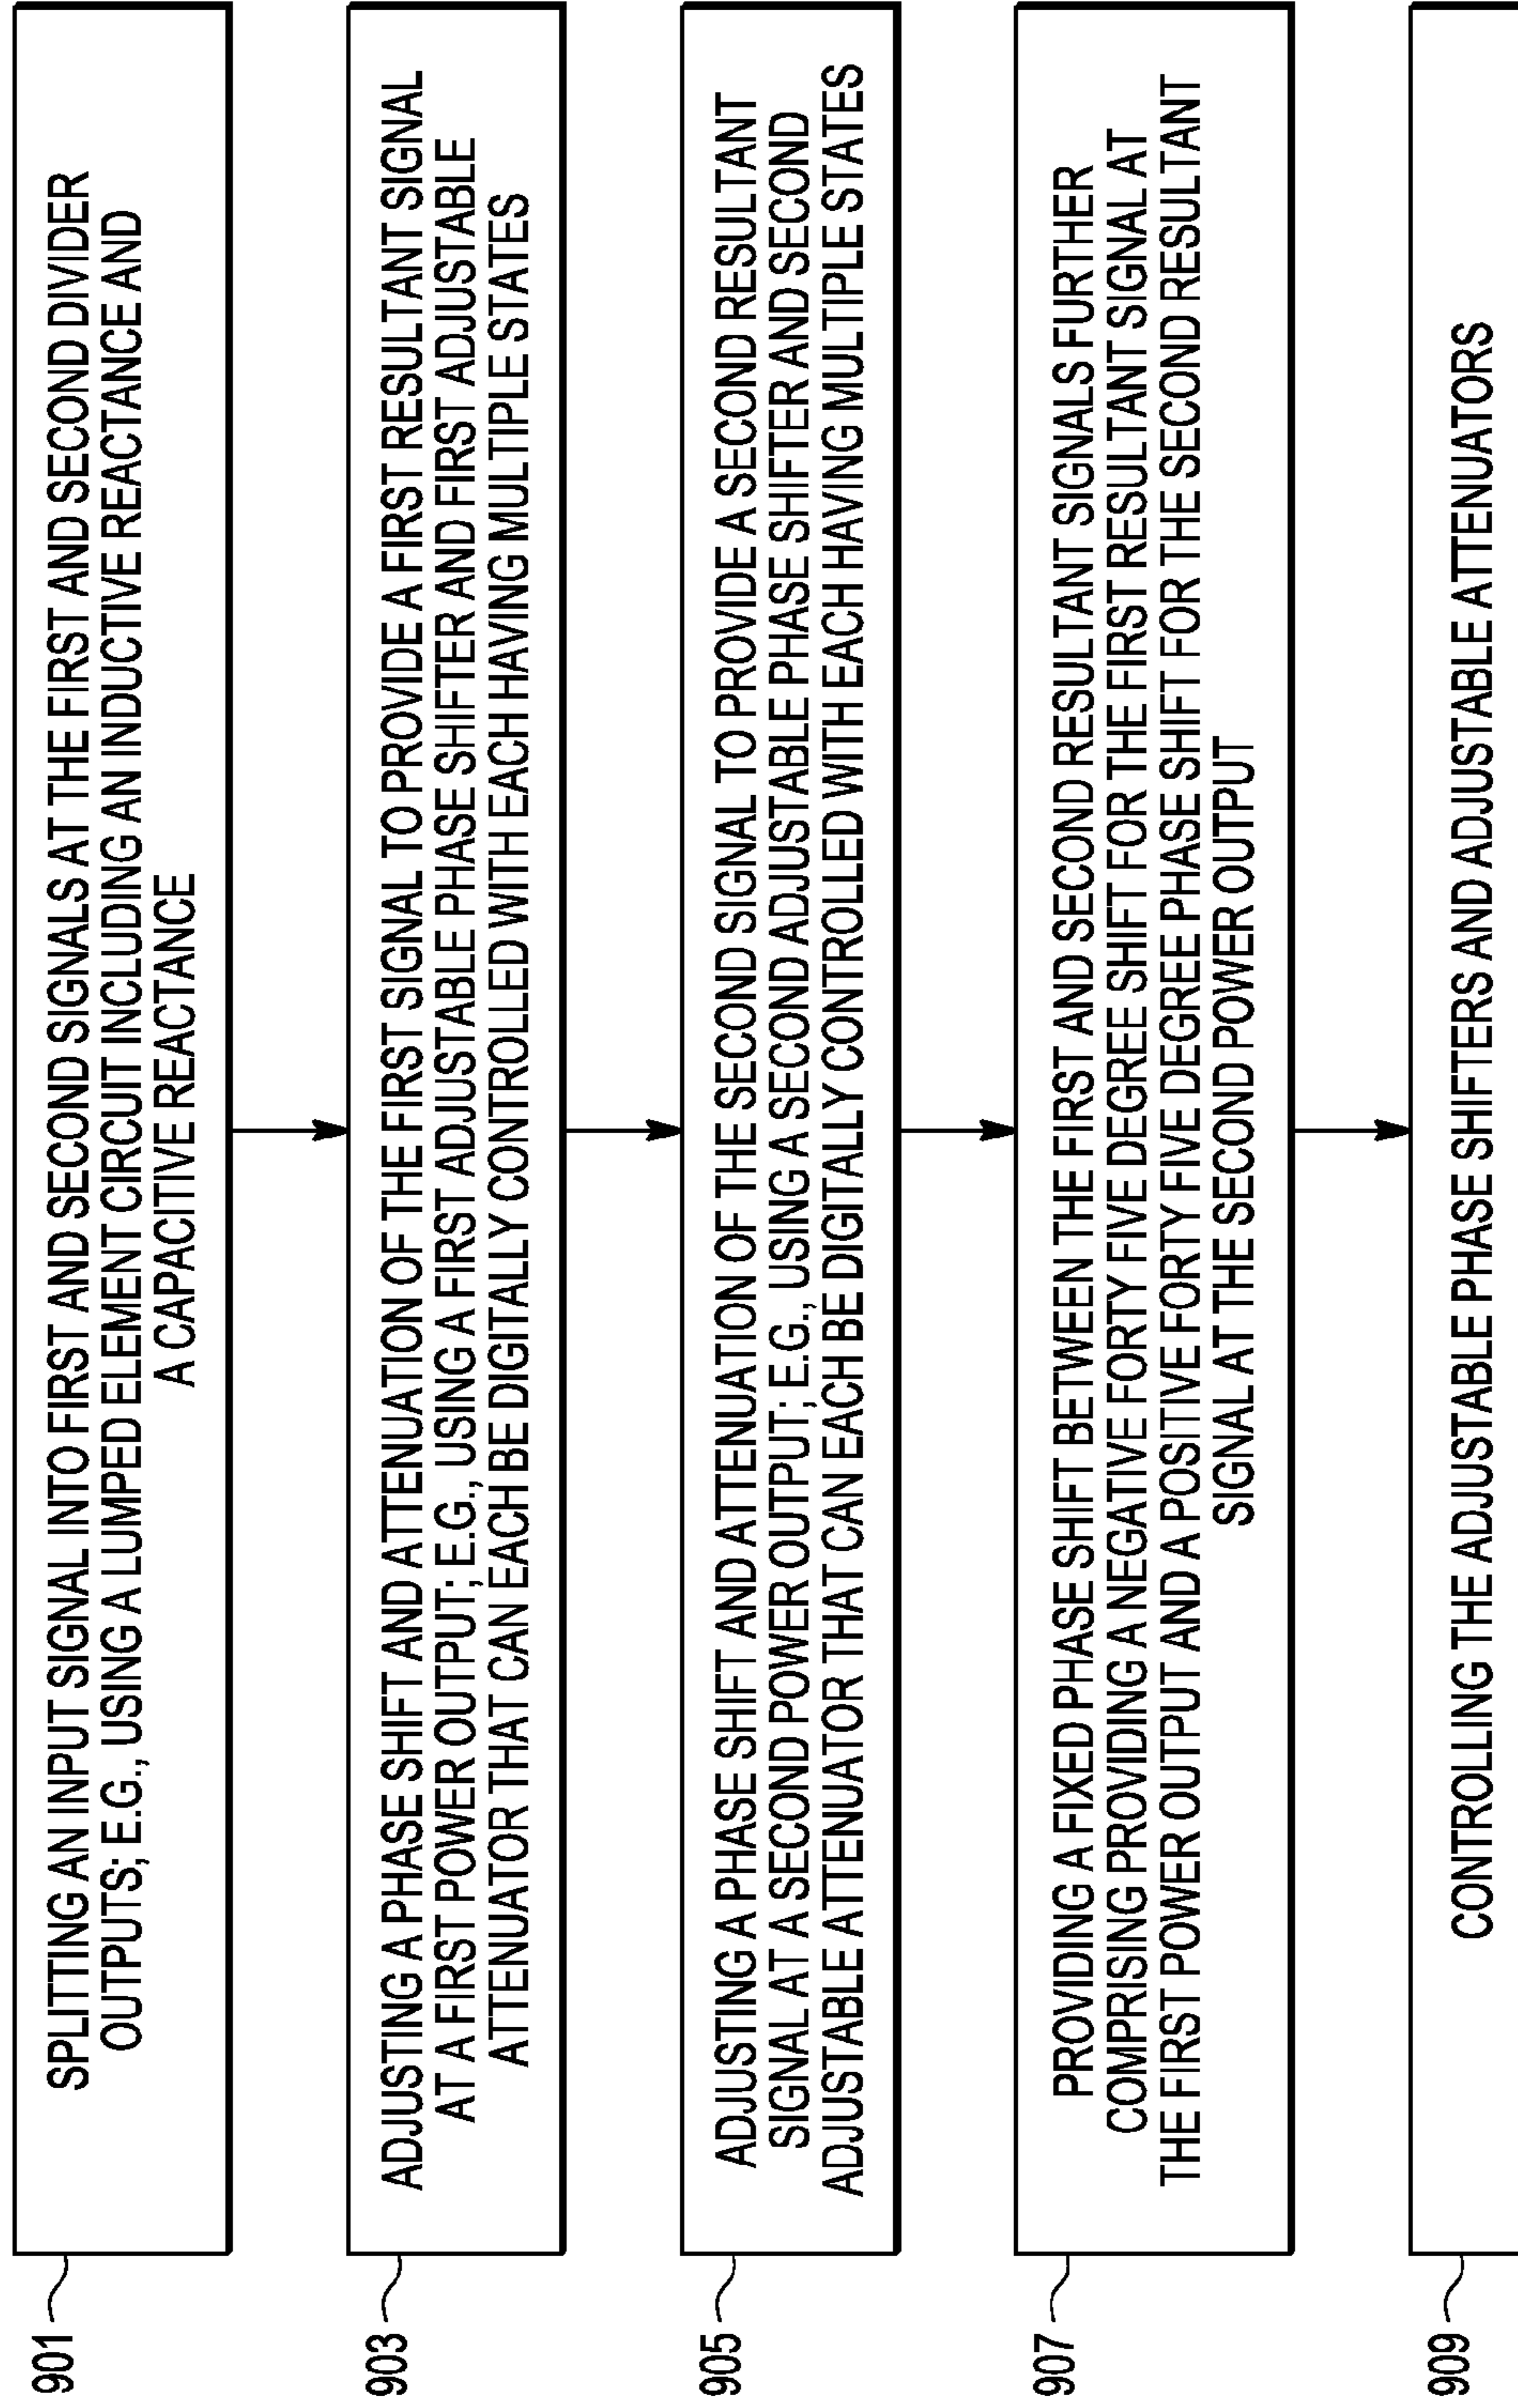 901
SPLITTING AN INPUT SIGNAL INTO FIRST AND SECOND SIGNALS AT THE FIRST AND SECOND DIVIDER
OUTPUTS; E.G., USING A LUMPED ELEMENT CIRCUIT INCLUDING AN INDUCTIVE REACTANCE AND
A CAPACITIVE REACTANCE
903
ADJUSTING A PHASE SHIFT AND ATTENUATION OF THE FIRST SIGNAL TO PROVIDE A FIRST RESULTANT SIGNAL
AT A FIRST POWER OUTPUT; E.G., USING A FIRST ADJUSTABLE PHASE SHIFTER AND FIRST ADJUSTABLE
ATTENUATOR THAT CAN EACH BE DIGITALLY CONTROLLED WITH EACH HAVING MULTIPLE STATES
905
ADJUSTING A PHASE SHIFT AND ATTENUATION OF THE SECOND SIGNAL TO PROVIDE A SECOND RESULTANT
SIGNAL AT A SECOND POWER OUTPUT; E.G., USING A SECOND ADJUSTABLE PHASE SHIFTER AND SECOND
ADJUSTABLE ATTENUATOR THAT CAN EACH BE DIGITALLY CONTROLLED WITH EACH HAVING MULTIPLE STATES
907
PROVIDING A FIXED PHASE SHIFT BETWEEN THE FIRST AND SECOND RESULTANT SIGNALS FURTHER
COMPRISING PROVIDING A NEGATIVE FORTY FIVE DEGREE SHIFT FOR THE FIRST RESULTANT SIGNAL AT
THE FIRST POWER OUTPUT AND A POSITIVE FORTY FIVE DEGREE PHASE SHIFT FOR THE SECOND RESULTANT
SIGNAL AT THE SECOND POWER OUTPUT
909
CONTROLLING THE ADJUSTABLE PHASE SHIFTERS AND ADJUSTABLE ATTENUATORS